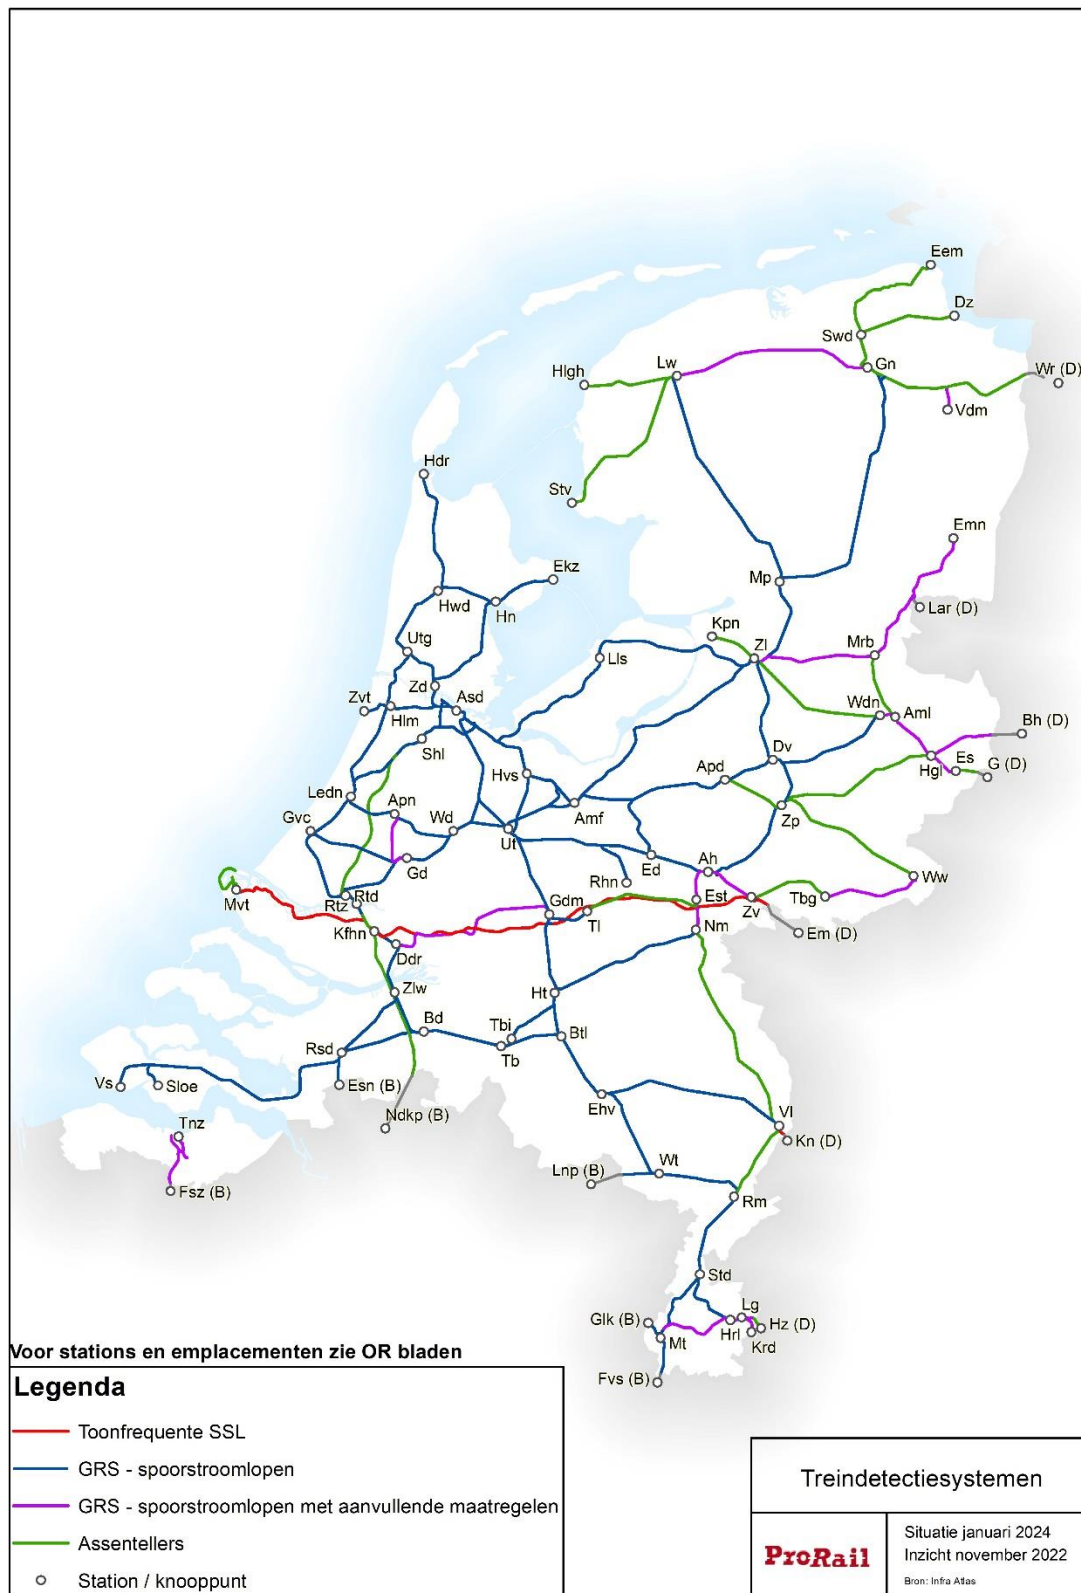 Eem
Dz
Swd
Gn
Wr (D)
Vdm
Lw
Hlgh
Stv
Hdr
Ekz
Hwd
Hn
Emn
Mp
Lar (D)
Kpn
Zl
Mrb
Utg
Lls
Zd
Asd
Zvt
Hlm
Wdn
Aml
Shl
Bh (D)
Hgl
Es
G (D)
Dv
Apd
Hvs
Ledn
Apn
Wd
Amf
Zp
Gvc
Ut
Gd
Ed
Ah
Rhn
Ww
Mvt
Rtz
Rtd
Gdm
Tl
Est
Zv
Tbg
Kfhn
Nm
Em (D)
Ddr
Zlw
Ht
Bd
Tbi
Tb
Btl
Rsd
Vs
Sloe
Esn (B)
Ehv
Ndkp (B)
Vl
Kn (D)
Tnz
Lnp (B)
Wt
Fsz (B)
Rm
Std
Glk (B)
Lg
Hz (D)
Hrl
Krd
Mt
Fvs (B)
Voor stations en emplacementen zie OR bladen
Legenda
Toonfrequente SSL
GRS - spoorstroomlopen
GRS - spoorstroomlopen met aanvullende maatregelen
Assentellers
Station / knooppunt
Treindetectiesystemen
ProRail
Situatie januari 2024
Inzicht november 2022
Bron: Infra Atlas